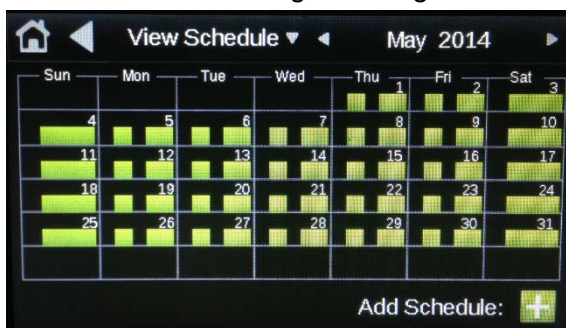 View Schedule May 2014
Sun Mon Tue Wed Thu Fri Sat
1 2 3
4 5 6 7 8 9 10
11 12 13 14 15 16 17
18 19 20 21 22 23 24
25 26 27 28 29 30 31
Add Schedule: